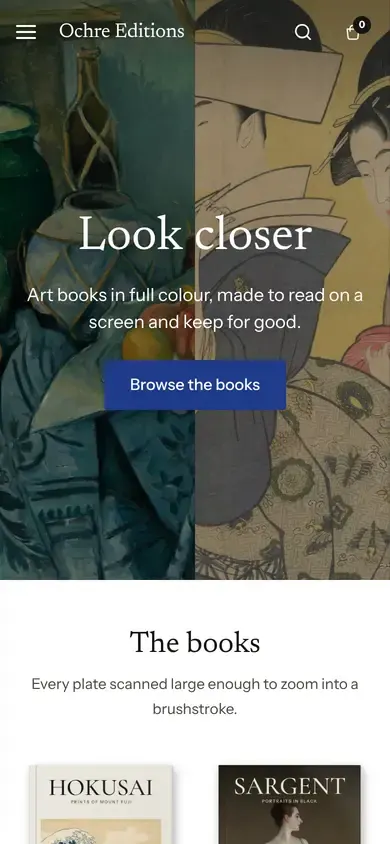 Ochre Editions
0
Look closer
Art books in full colour, made to read on a
screen and keep for good.
Browse the books
The books
Every plate scanned large enough to zoom into a
brushstroke.
HOKUSAI
PRINTS OF MOUNT FUJI
SARGENT
PORTRAITS IN BLACK